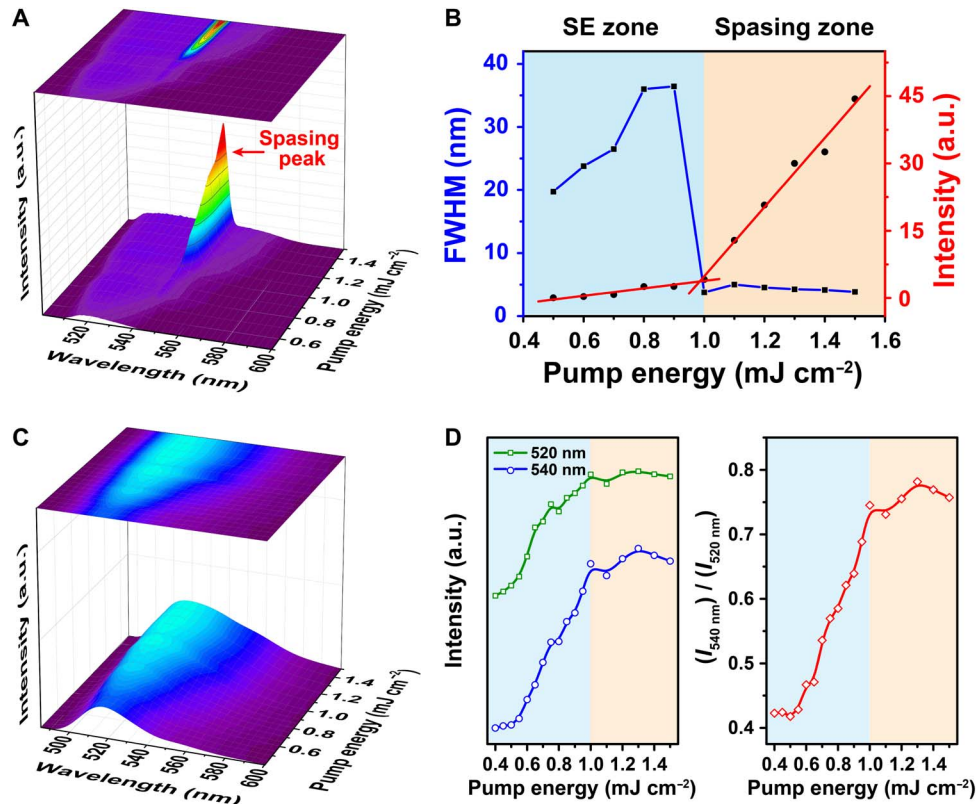 A
Spasing
peak
Intensity (a.u.)
520
540
560
580
600
Wavelength (nm)
0.6
0.8
1.0
1.2
1.4
Pump energy (mJ cm⁻²)
B
SE zone
Spasing zone
FWHM (nm)
40
30
20
10
0
Intensity (a.u.)
45
30
15
0
0.4 0.6 0.8 1.0 1.2 1.4 1.6
Pump energy (mJ cm⁻²)
C
Intensity (a.u.)
500
520
540
560
580
600
Wavelength (nm)
0.6
0.8
1.0
1.2
1.4
Pump energy (mJ cm⁻²)
D
520 nm
540 nm
Intensity (a.u.)
0.4 0.6 0.8 1.0 1.2 1.4
Pump energy (mJ cm⁻²)
(I540 nm) / (I520 nm)
0.8
0.7
0.6
0.5
0.4
0.4 0.6 0.8 1.0 1.2 1.4
Pump energy (mJ cm⁻²)